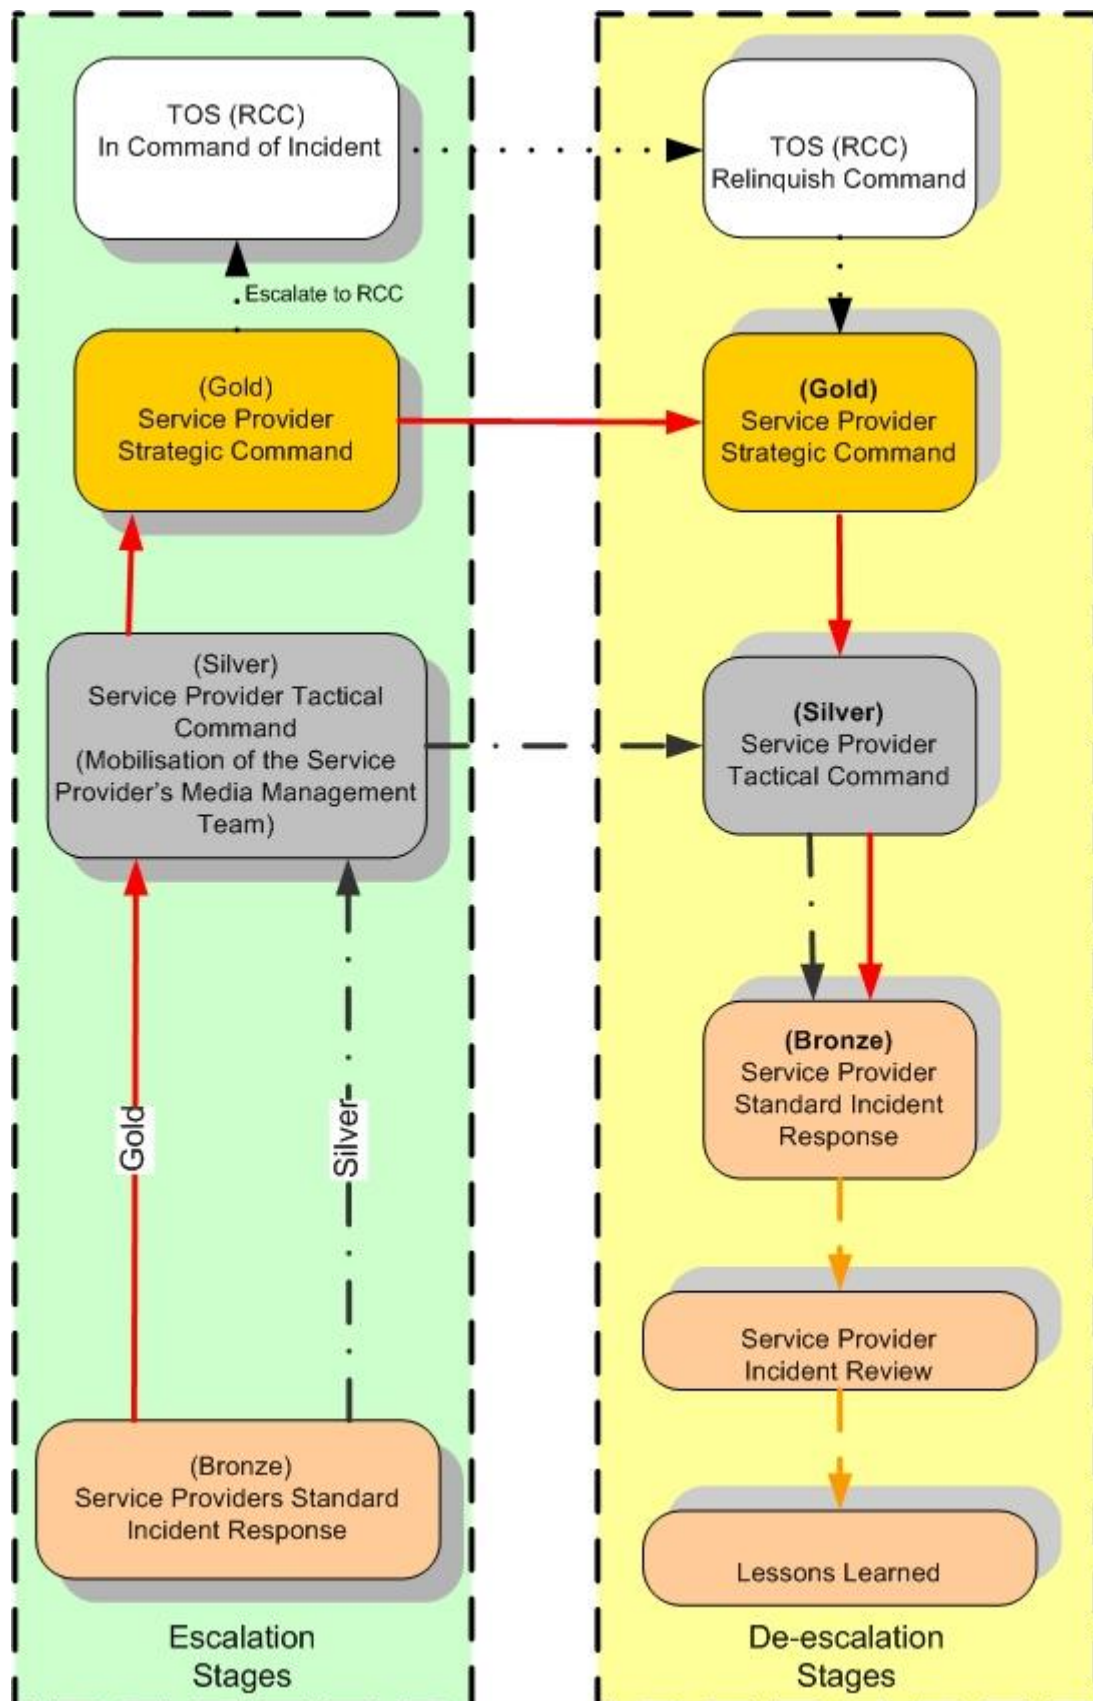 TOS (RCC)
In Command of Incident
Escalate to RCC
(Gold)
Service Provider
Strategic Command
(Silver)
Service Provider Tactical
Command
(Mobilisation of the Service
Provider's Media Management
Team)
Gold
Silver
(Bronze)
Service Providers Standard
Incident Response
Escalation
Stages
TOS (RCC)
Relinquish Command
(Gold)
Service Provider
Strategic Command
(Silver)
Service Provider
Tactical Command
(Bronze)
Service Provider
Standard Incident
Response
Service Provider
Incident Review
Lessons Learned
De-escalation
Stages